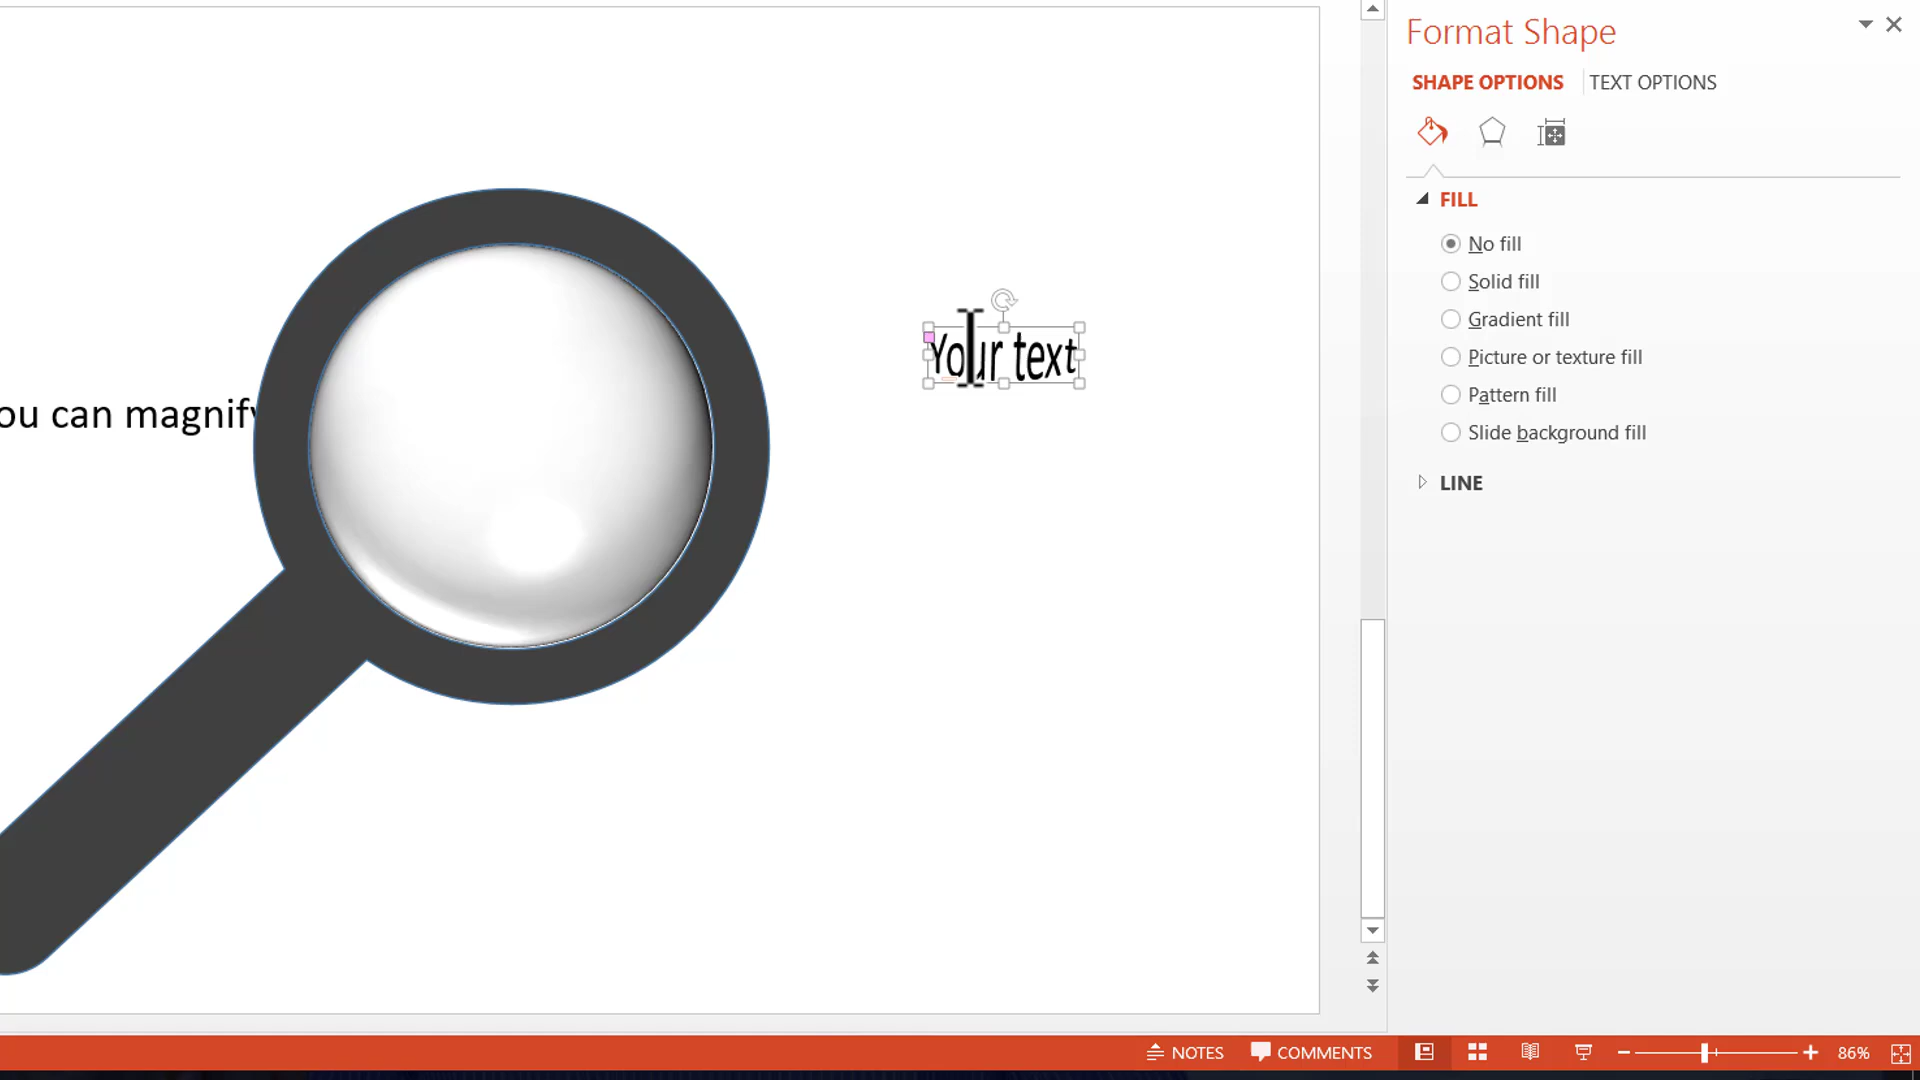 Format Shape
SHAPE OPTIONS TEXT OPTIONS
FILL
No fill
Solid fill
Gradient fill
Picture or texture fill
Pattern fill
Slide background fill
LINE
Your text
ou can magnify
NOTES COMMENTS 86%